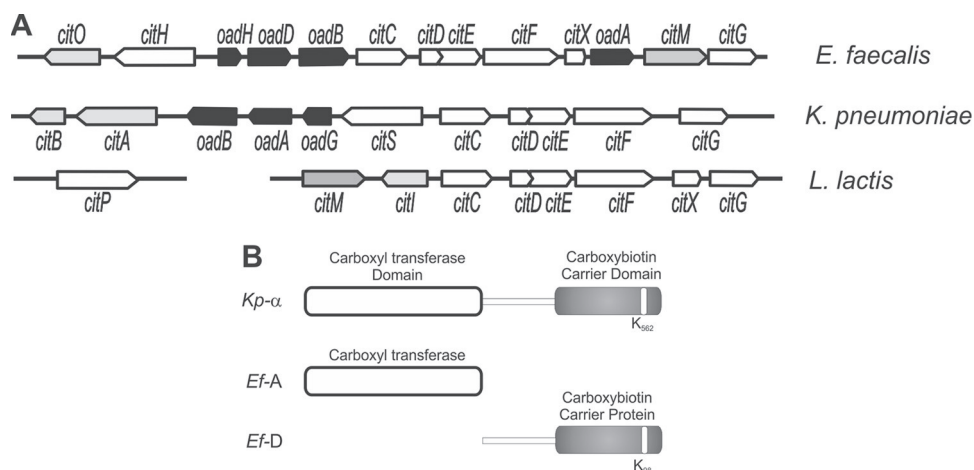 A
citO citH oadH oadD oadB citC citD citE citF citX oadA citM citG
E. faecalis
K. pneumoniae
citB citA oadB oadA oadG citS citC citD citE citF citG
L. lactis
citP citM citI citC citD citE citF citX citG
B
Carboxyl transferase
Domain
Carboxybiotin
Carrier Domain
Kp-α
K562
Carboxyl transferase
Ef-A
Carboxybiotin
Carrier Protein
Ef-D